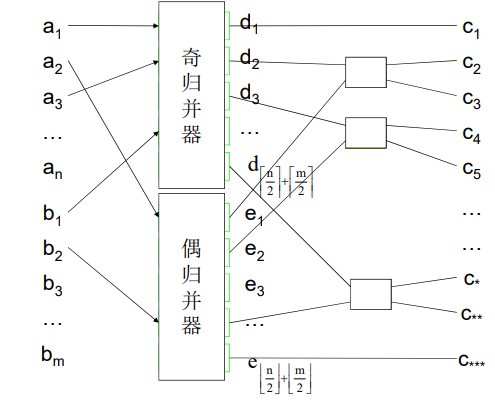 a₁
a₂
a₃
...
aₙ
b₁
b₂
b₃
...
bₘ
奇归并器
偶归并器
d₁
d₂
d₃
...
d⌈n/2⌉+⌈m/2⌉
e₁
e₂
e₃
...
e⌊n/2⌋+⌊m/2⌋
c₁
c₂
c₃
c₄
c₅
...
...
c*
c**
c***